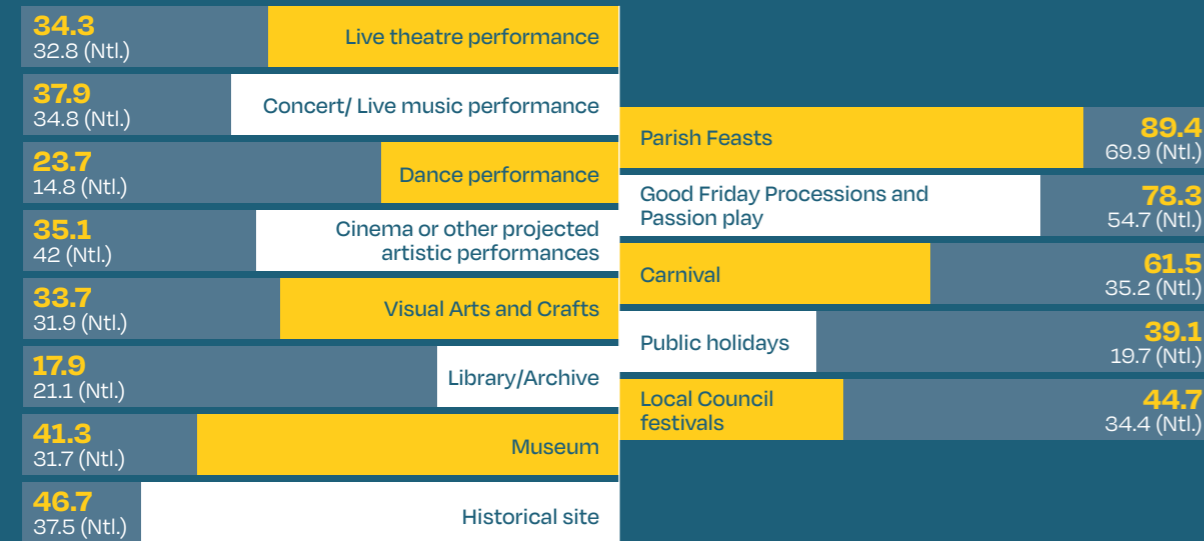 34.3
32.8 (Ntl.)
Live theatre performance
37.9
34.8 (Ntl.)
Concert/ Live music performance
23.7
14.8 (Ntl.)
Dance performance
35.1
42 (Ntl.)
Cinema or other projected
artistic performances
33.7
31.9 (Ntl.)
Visual Arts and Crafts
17.9
21.1 (Ntl.)
Library/Archive
41.3
31.7 (Ntl.)
Museum
46.7
37.5 (Ntl.)
Historical site
Parish Feasts
89.4
69.9 (Ntl.)
Good Friday Processions and
Passion play
78.3
54.7 (Ntl.)
Carnival
61.5
35.2 (Ntl.)
Public holidays
39.1
19.7 (Ntl.)
Local Council
festivals
44.7
34.4 (Ntl.)